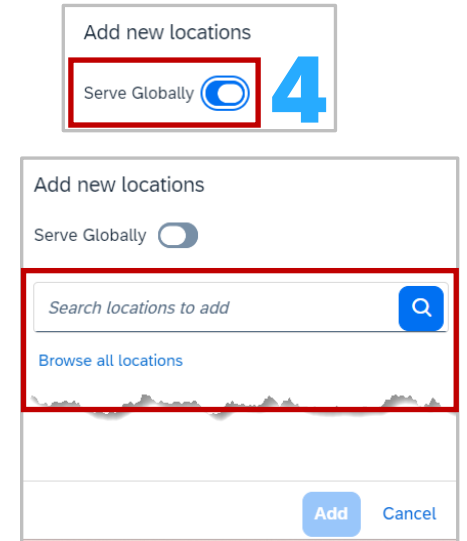 Add new locations
Serve Globally
4
Add new locations
Serve Globally
Search locations to add
Browse all locations
Add Cancel